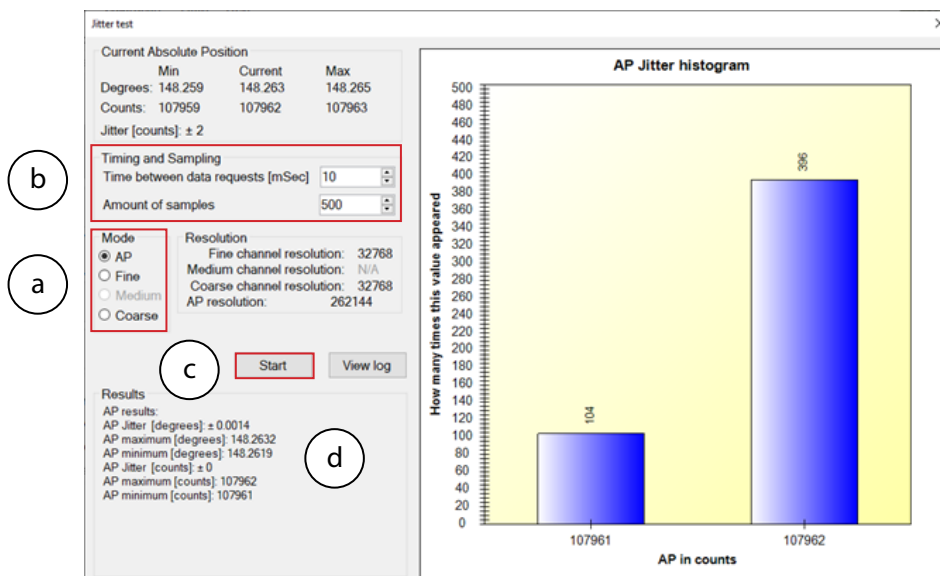 Jitter test
Current Absolute Position
Min Current Max
Degrees: 148.259 148.263 148.265
Counts: 107959 107962 107963
Jitter [counts]: ± 2
b
Timing and Sampling
Time between data requests [mSec] 10
Amount of samples 500
a
Mode
AP
Fine
Medium
Coarse
Resolution
Fine channel resolution: 32768
Medium channel resolution: N/A
Coarse channel resolution: 32768
AP resolution: 262144
c
Start View log
Results
AP results:
AP Jitter [degrees]: ± 0.0014
AP maximum [degrees]: 148.2632
AP minimum [degrees]: 148.2619
AP Jitter [counts]: ± 0
AP maximum [counts]: 107962
AP minimum [counts]: 107961
d
AP Jitter histogram
How many times this value appeared
500
480
460
440
420
400
380
360
340
320
300
280
260
240
220
200
180
160
140
120
100
80
60
40
20
0
104
396
107961 107962
AP in counts